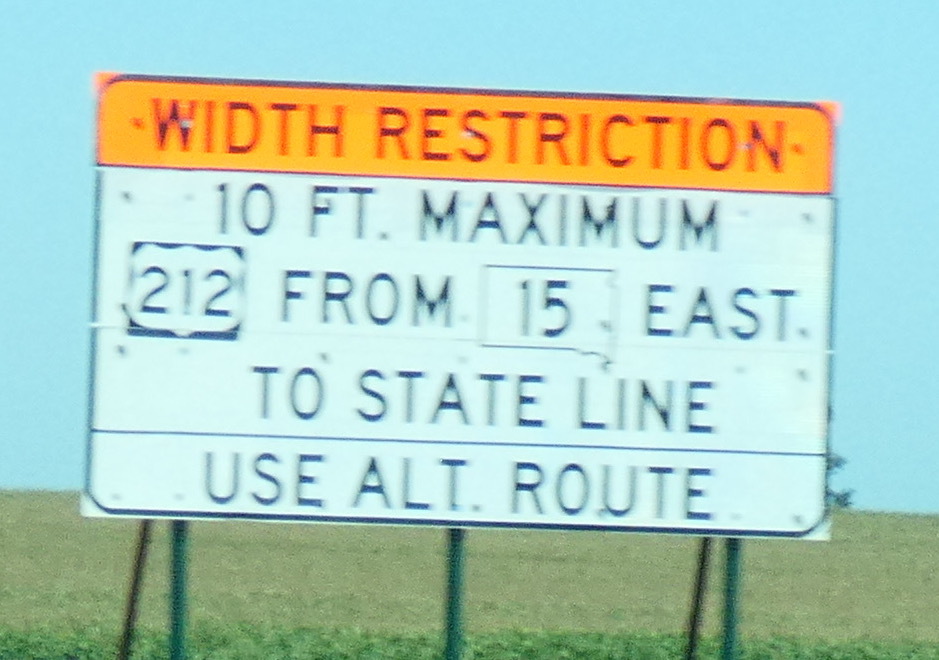 WIDTH RESTRICTION
10 FT. MAXIMUM
212 FROM 15 EAST
TO STATE LINE
USE ALT. ROUTE